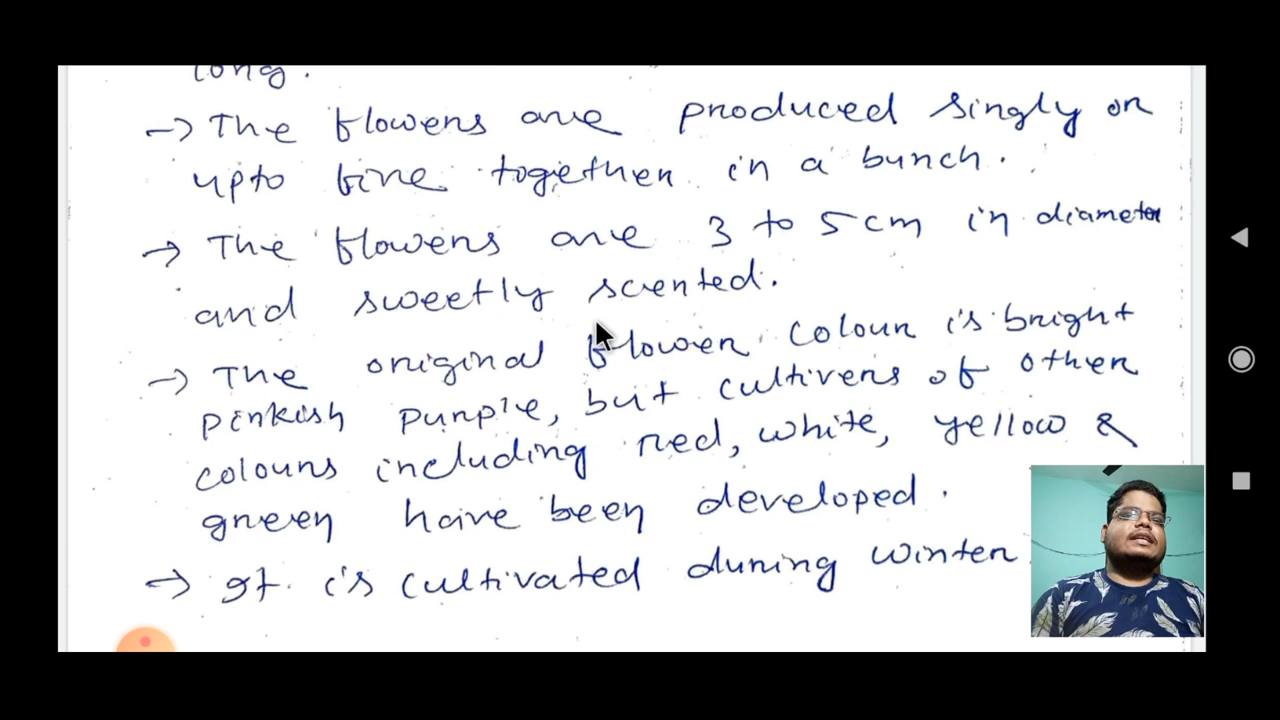 long.
→ The flowers are produced singly or
upto five together in a bunch.
→ The flowers are 3 to 5 cm in diameter
and sweetly scented.
→ The original flower colour is bright
pinkish purple, but cultivers of other
colours including red, white, yellow &
green have been developed.
→ It is cultivated during winter